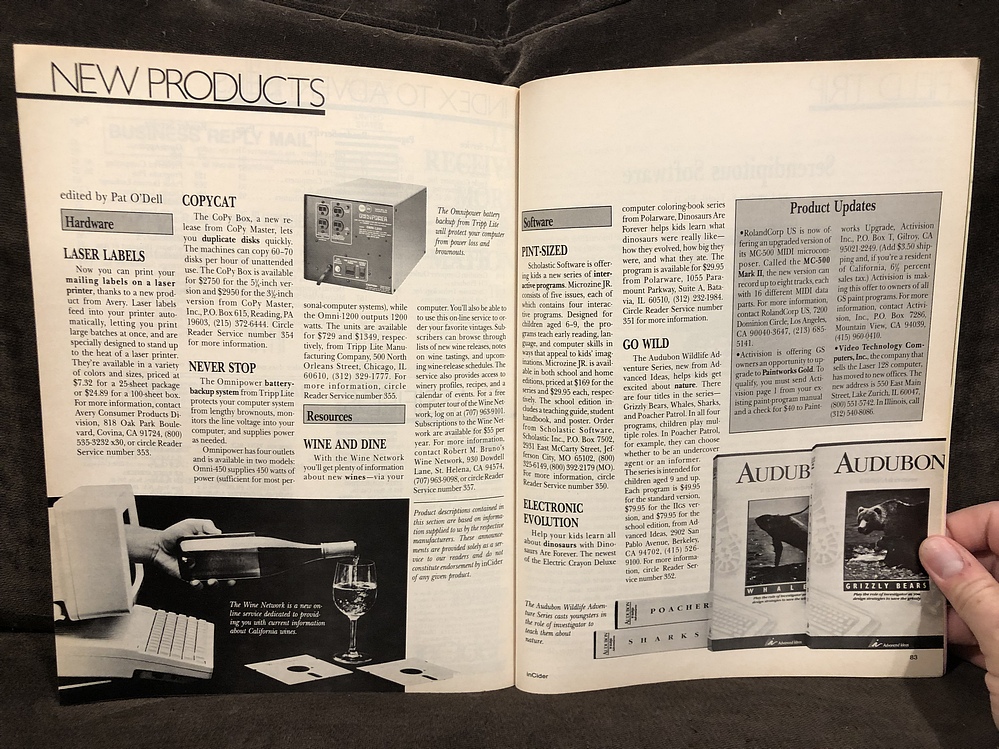 NEW PRODUCTS
edited by Pat O'Dell
Hardware
LASER LABELS
Now you can print your
mailing labels on a laser
printer, thanks to a new prod-
uct from Avery. Laser labels
feed into your printer auto-
matically, letting you print
large batches at once, and are
specially designed to stand up
to the heat of a laser printer.
They're available in a variety
of colors and sizes, priced at
$7.32 for a 25-sheet package
or $24.89 for a 100-sheet box.
For more information, contact
Avery Consumer Products Di-
vision, 818 Oak Park Boule-
vard, Covina, CA 91724, (800)
535-3232 x30, or circle Reader
Service number 353.
COPYCAT
The CoPy Box, a new re-
lease from CoPy Master, lets
you duplicate disks quickly.
The machines can copy 60–70
disks per hour of unattended
use. The CoPy Box is available
for $2750 for the 5¼-inch ver-
sion and $2950 for the 3½-inch
version from CoPy Master,
Inc., P.O. Box 615, Reading, PA
19603, (215) 372-6444. Circle
Reader Service number 354
for more information.
NEVER STOP
The Omnipower battery-
backup system from Tripp Lite
protects your computer system
from lengthy brownouts, mon-
itors the line voltage into your
computer, and supplies power
as needed.
Omnipower has four outlets
and is available in two models:
Omni-450 supplies 450 watts of
power (sufficient for most per-
The Omnipower battery
backup from Tripp Lite
will protect your computer
from power loss and
brownouts.
sonal-computer systems), while
the Omni-1200 outputs 1200
watts. The units are available
for $729 and $1349, respec-
tively, from Tripp Lite Manu-
facturing Company, 500 North
Orleans Street, Chicago, IL
60610, (312) 329-1777. For
more information, circle
Reader Service number 355.
Resources
WINE AND DINE
With the Wine Network
you'll get plenty of information
about new wines—via your
computer. You'll also be able to
to use this on-line service to or-
der your favorite vintages. Sub-
scribers can browse through
lists of new wine releases, notes
on wine tastings, and upcom-
ing wine-release schedules. The
service also provides access to
winery profiles, recipes, and a
calendar of events. For a free
computer tour of the Wine Net-
work, log on at (707) 963-9101.
Subscriptions to the Wine Net-
work are available for $55 per
year. For more information,
contact Robert M. Bruno's
Wine Network, 930 Dowdell
Lane, St. Helena, CA 94574,
(707) 963-9098, or circle Reader
Service number 357.
Product descriptions contained in
this section are based on informa-
tion supplied to us by the respective
manufacturers. These announce-
ments are provided solely as a ser-
vice to our readers and do not
constitute endorsement by inCider
of any given product.
The Wine Network is a new on-
line service dedicated to provid-
ing you with current information
about California wines.
Software
PINT-SIZED
Scholastic Software is offer-
ing kids a new series of inter-
active programs. Microzine JR.
consists of five issues, each of
which contains four interac-
tive programs. Designed for
children aged 6–9, the pro-
grams teach early reading, lan-
guage, and computer skills in
ways that appeal to kids' imag-
inations. Microzine JR. is avail-
able in both school and home
editions, priced at $169 for the
series and $29.95 each, respec-
tively. The school edition in-
cludes a teaching guide, student
handbook, and poster. Order
from Scholastic Software,
Scholastic Inc., P.O. Box 7502,
2931 East McCarty Street, Jef-
ferson City, MO 65102, (800)
325-6149, (800) 392-2179 (MO).
For more information, circle
Reader Service number 350.
ELECTRONIC
EVOLUTION
Help your kids learn all
about dinosaurs with Dino-
saurs Are Forever. The newest
of the Electric Crayon Deluxe
computer coloring-book series
from Polarware, Dinosaurs Are
Forever helps kids learn what
dinosaurs were really like—
how they evolved, how big they
were, and what they ate. The
program is available for $29.95
from Polarware, 1055 Para-
mount Parkway, Suite A, Bata-
via, IL 60510, (312) 232-1984.
Circle Reader Service number
351 for more information.
GO WILD
The Audubon Wildlife Ad-
venture Series, new from Ad-
vanced Ideas, helps kids get
excited about nature. There
are four titles in the series—
Grizzly Bears, Whales, Sharks,
and Poacher Patrol. In all four
programs, children play mul-
tiple roles. In Poacher Patrol,
for example, they can choose
whether to be an undercover
agent or an informer.
The series is intended for
children aged 9 and up.
Each program is $49.95
for the standard version,
$79.95 for the IIGS ver-
sion, and $79.95 for the
school edition, from Ad-
vanced Ideas, 2902 San
Pablo Avenue, Berkeley,
CA 94702, (415) 526-
9100. For more informa-
tion, circle Reader Ser-
vice number 352.
Product Updates
•RolandCorp US is now of-
fering an upgraded version of
its MC-500 MIDI microcom-
poser. Called the MC-500
Mark II, the new version can
record up to eight tracks, each
with 16 different MIDI data
parts. For more information,
contact RolandCorp US, 7200
Dominion Circle, Los Angeles,
CA 90040-3647, (213) 685-
5141.
•Activision is offering GS
owners an opportunity to up-
grade to Paintworks Gold. To
qualify, you must send Acti-
vision page 1 from your ex-
isting paint-program manual
and a check for $40 to Paint-
works Upgrade, Activision
Inc., P.O. Box T, Gilroy, CA
95021-2249. (Add $3.50 ship-
ping and, if you're a resident
of California, 6½ percent
sales tax.) Activision is mak-
ing this offer to owners of all
GS paint programs. For more
information, contact Activi-
sion, Inc., P.O. Box 7286,
Mountain View, CA 94039,
(415) 960-0410.
•Video Technology Com-
puters, Inc., the company that
sells the Laser 128 computer,
has moved to new offices. The
new address is 550 East Main
Street, Lake Zurich, IL 60047,
(800) 551-5742. In Illinois, call
(312) 540-8086.
The Audubon Wildlife Adven-
ture Series casts youngsters in
the role of investigator to
teach them about
nature.
AUDUBON
POACHER
AUDUBON
SHARKS
AUDUB
WHAL
AUDUBON
GRIZZLY BEARS
Play the role of investigator as you
design strategies to save the grizzly.
Advanced Ideas
inCider
83